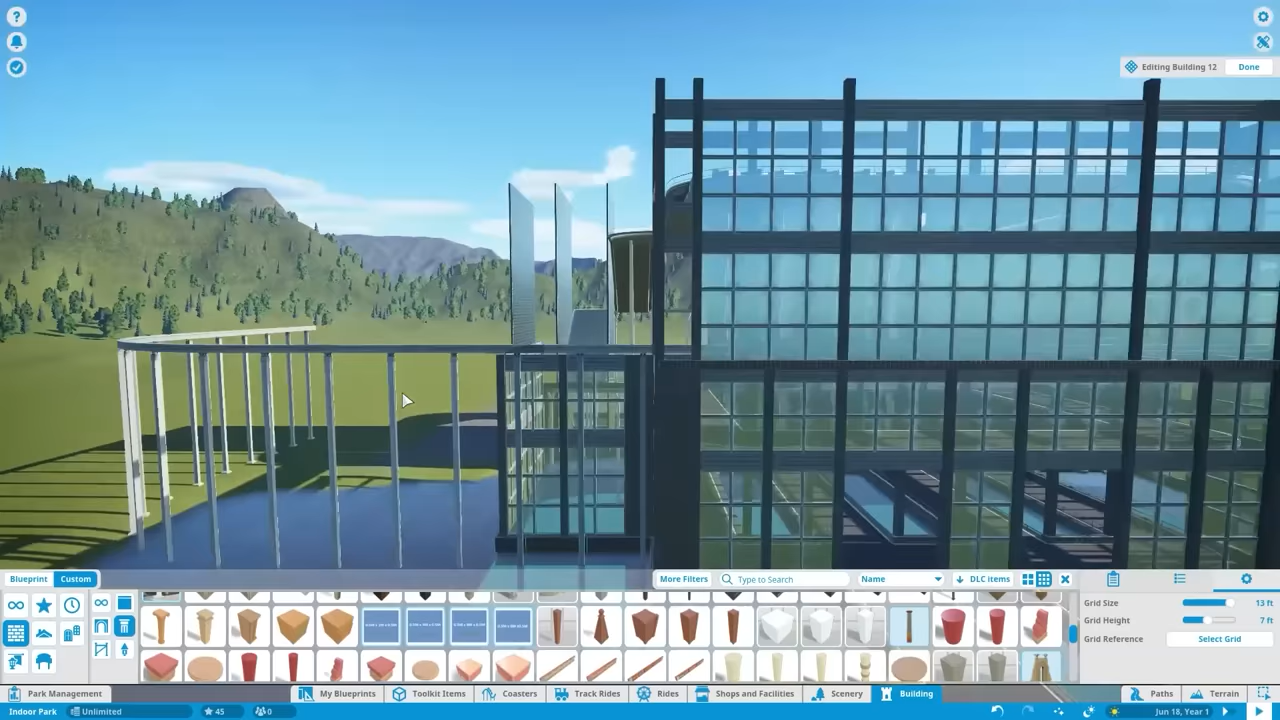 Editing Building 12 Done
Blueprint Custom More Filters Type to Search Name DLC items
Grid Size 13 ft
Grid Height 7 ft
Grid Reference Select Grid
Park Management My Blueprints Toolkit Items Coasters Track Rides Rides Shops and Facilities Scenery Building Paths Terrain
Indoor Park Unlimited 45 0 Jun 18, Year 1